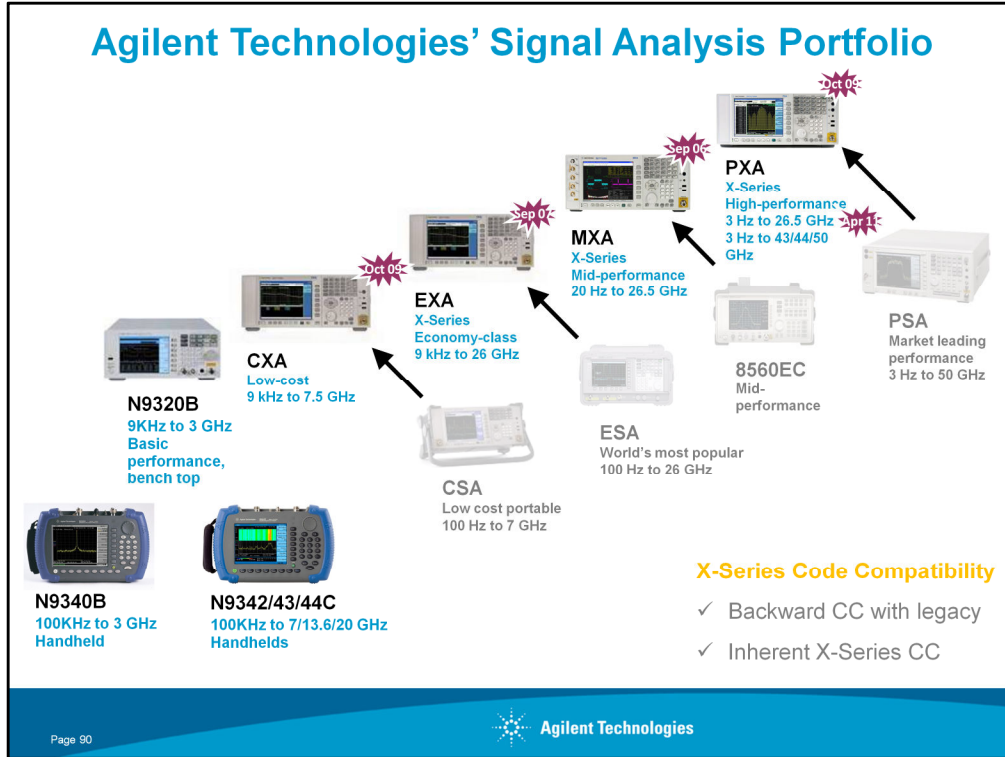 Agilent Technologies’ Signal Analysis Portfolio
Oct 09
PXA
X-Series
High-performance
3 Hz to 26.5 GHz
3 Hz to 43/44/50
GHz
Apr 11
Sep 06
MXA
X-Series
Mid-performance
20 Hz to 26.5 GHz
Sep 07
EXA
X-Series
Economy-class
9 kHz to 26 GHz
Oct 09
CXA
Low-cost
9 kHz to 7.5 GHz
N9320B
9KHz to 3 GHz
Basic
performance,
bench top
PSA
Market leading
performance
3 Hz to 50 GHz
8560EC
Mid-
performance
ESA
World’s most popular
100 Hz to 26 GHz
CSA
Low cost portable
100 Hz to 7 GHz
N9340B
100KHz to 3 GHz
Handheld
N9342/43/44C
100KHz to 7/13.6/20 GHz
Handhelds
X-Series Code Compatibility
✓ Backward CC with legacy
✓ Inherent X-Series CC
Page 90
Agilent Technologies